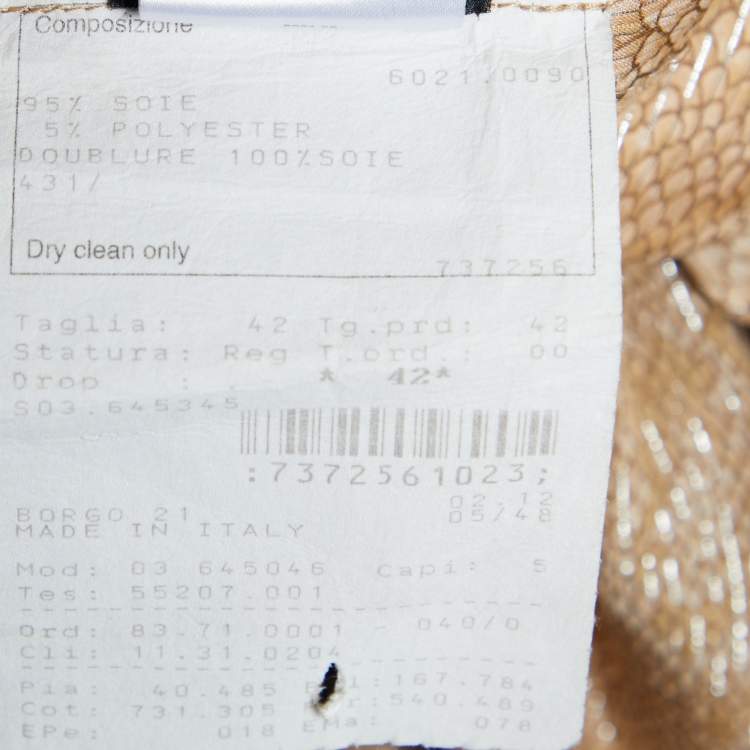 Composizione
6021.0090
95% SOIE
5% POLYESTER
DOUBLURE 100%SOIE
431/
Dry clean only
737256
Taglia: 42 Tg.prd: 42
Statura: Reg T.ord.: 00
Drop : . - * 42*
S03.645345
:7372561023;
02.12
BORGO 21 05/48
MADE IN ITALY
Mod: 03 645046 Capi: 5
Tes: 55207.001
Ord: 83.71.0001 - 040/0
Cli: 11.31.0204
Pia: 40.485 :167.784
Cot: 731.305 r:540.489
EPe: 018 EMa: 078